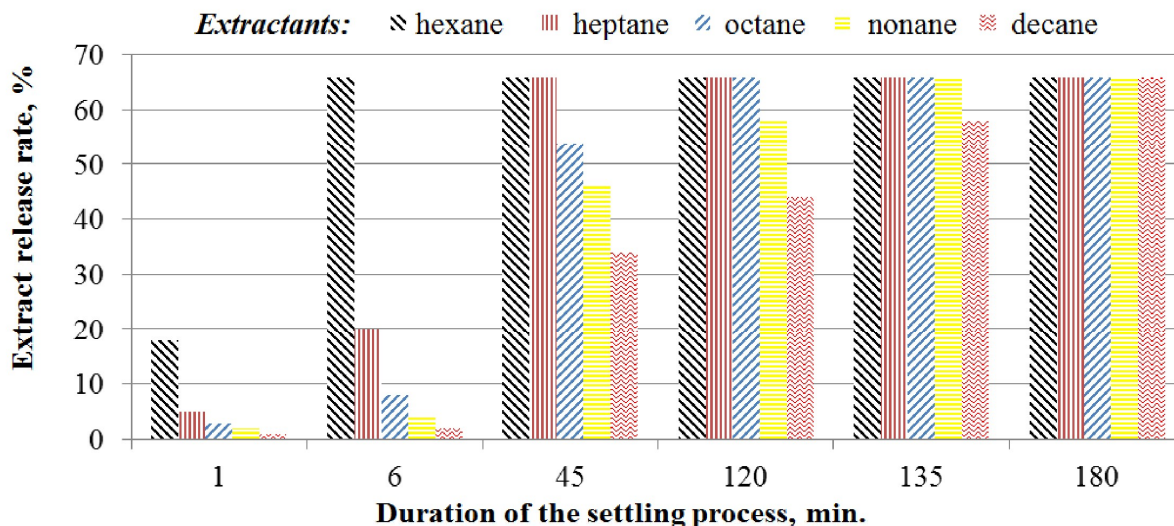 Extractants: hexane heptane octane nonane decane
Extract release rate, %
70
60
50
40
30
20
10
0
1 6 45 120 135 180
Duration of the settling process, min.